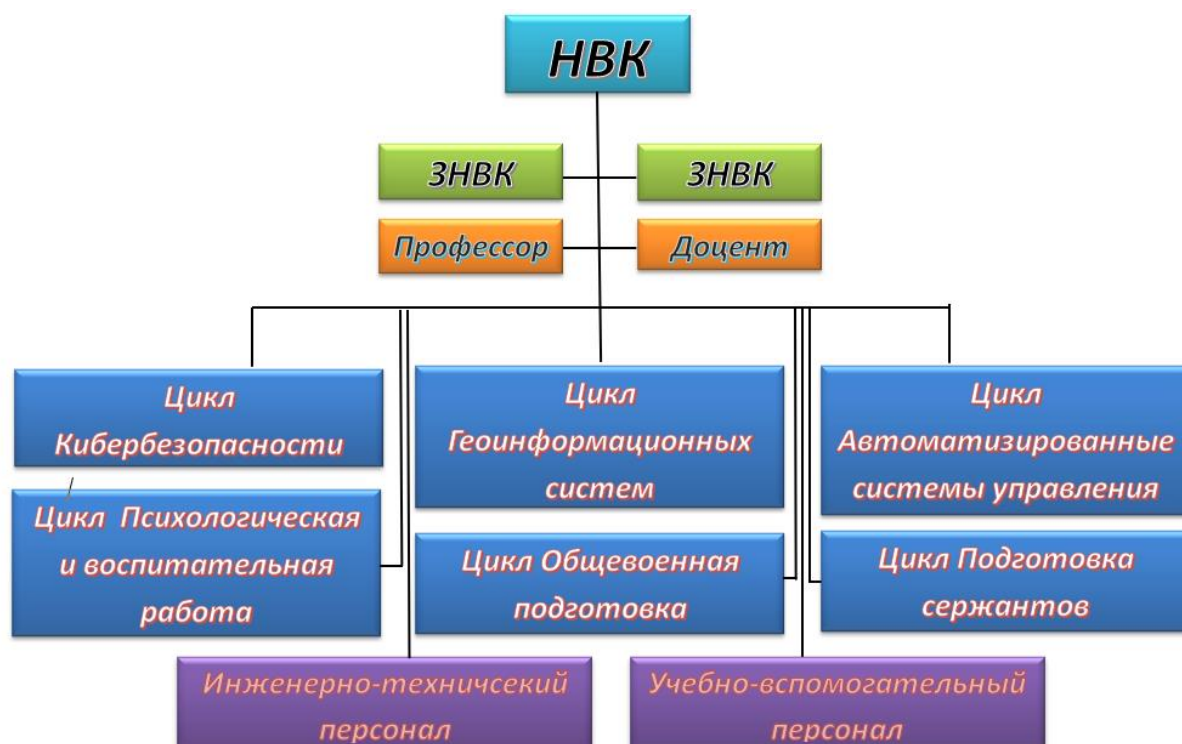 НВК
ЗНВК
ЗНВК
Профессор
Доцент
Цикл
Кибербезопасности
Цикл
Геоинформационных
систем
Цикл
Автоматизированные
системы управления
Цикл Психологическая
и воспитательная
работа
Цикл Общевоенная
подготовка
Цикл Подготовка
сержантов
Инженерно-техничсекий
персонал
Учебно-вспомогательный
персонал